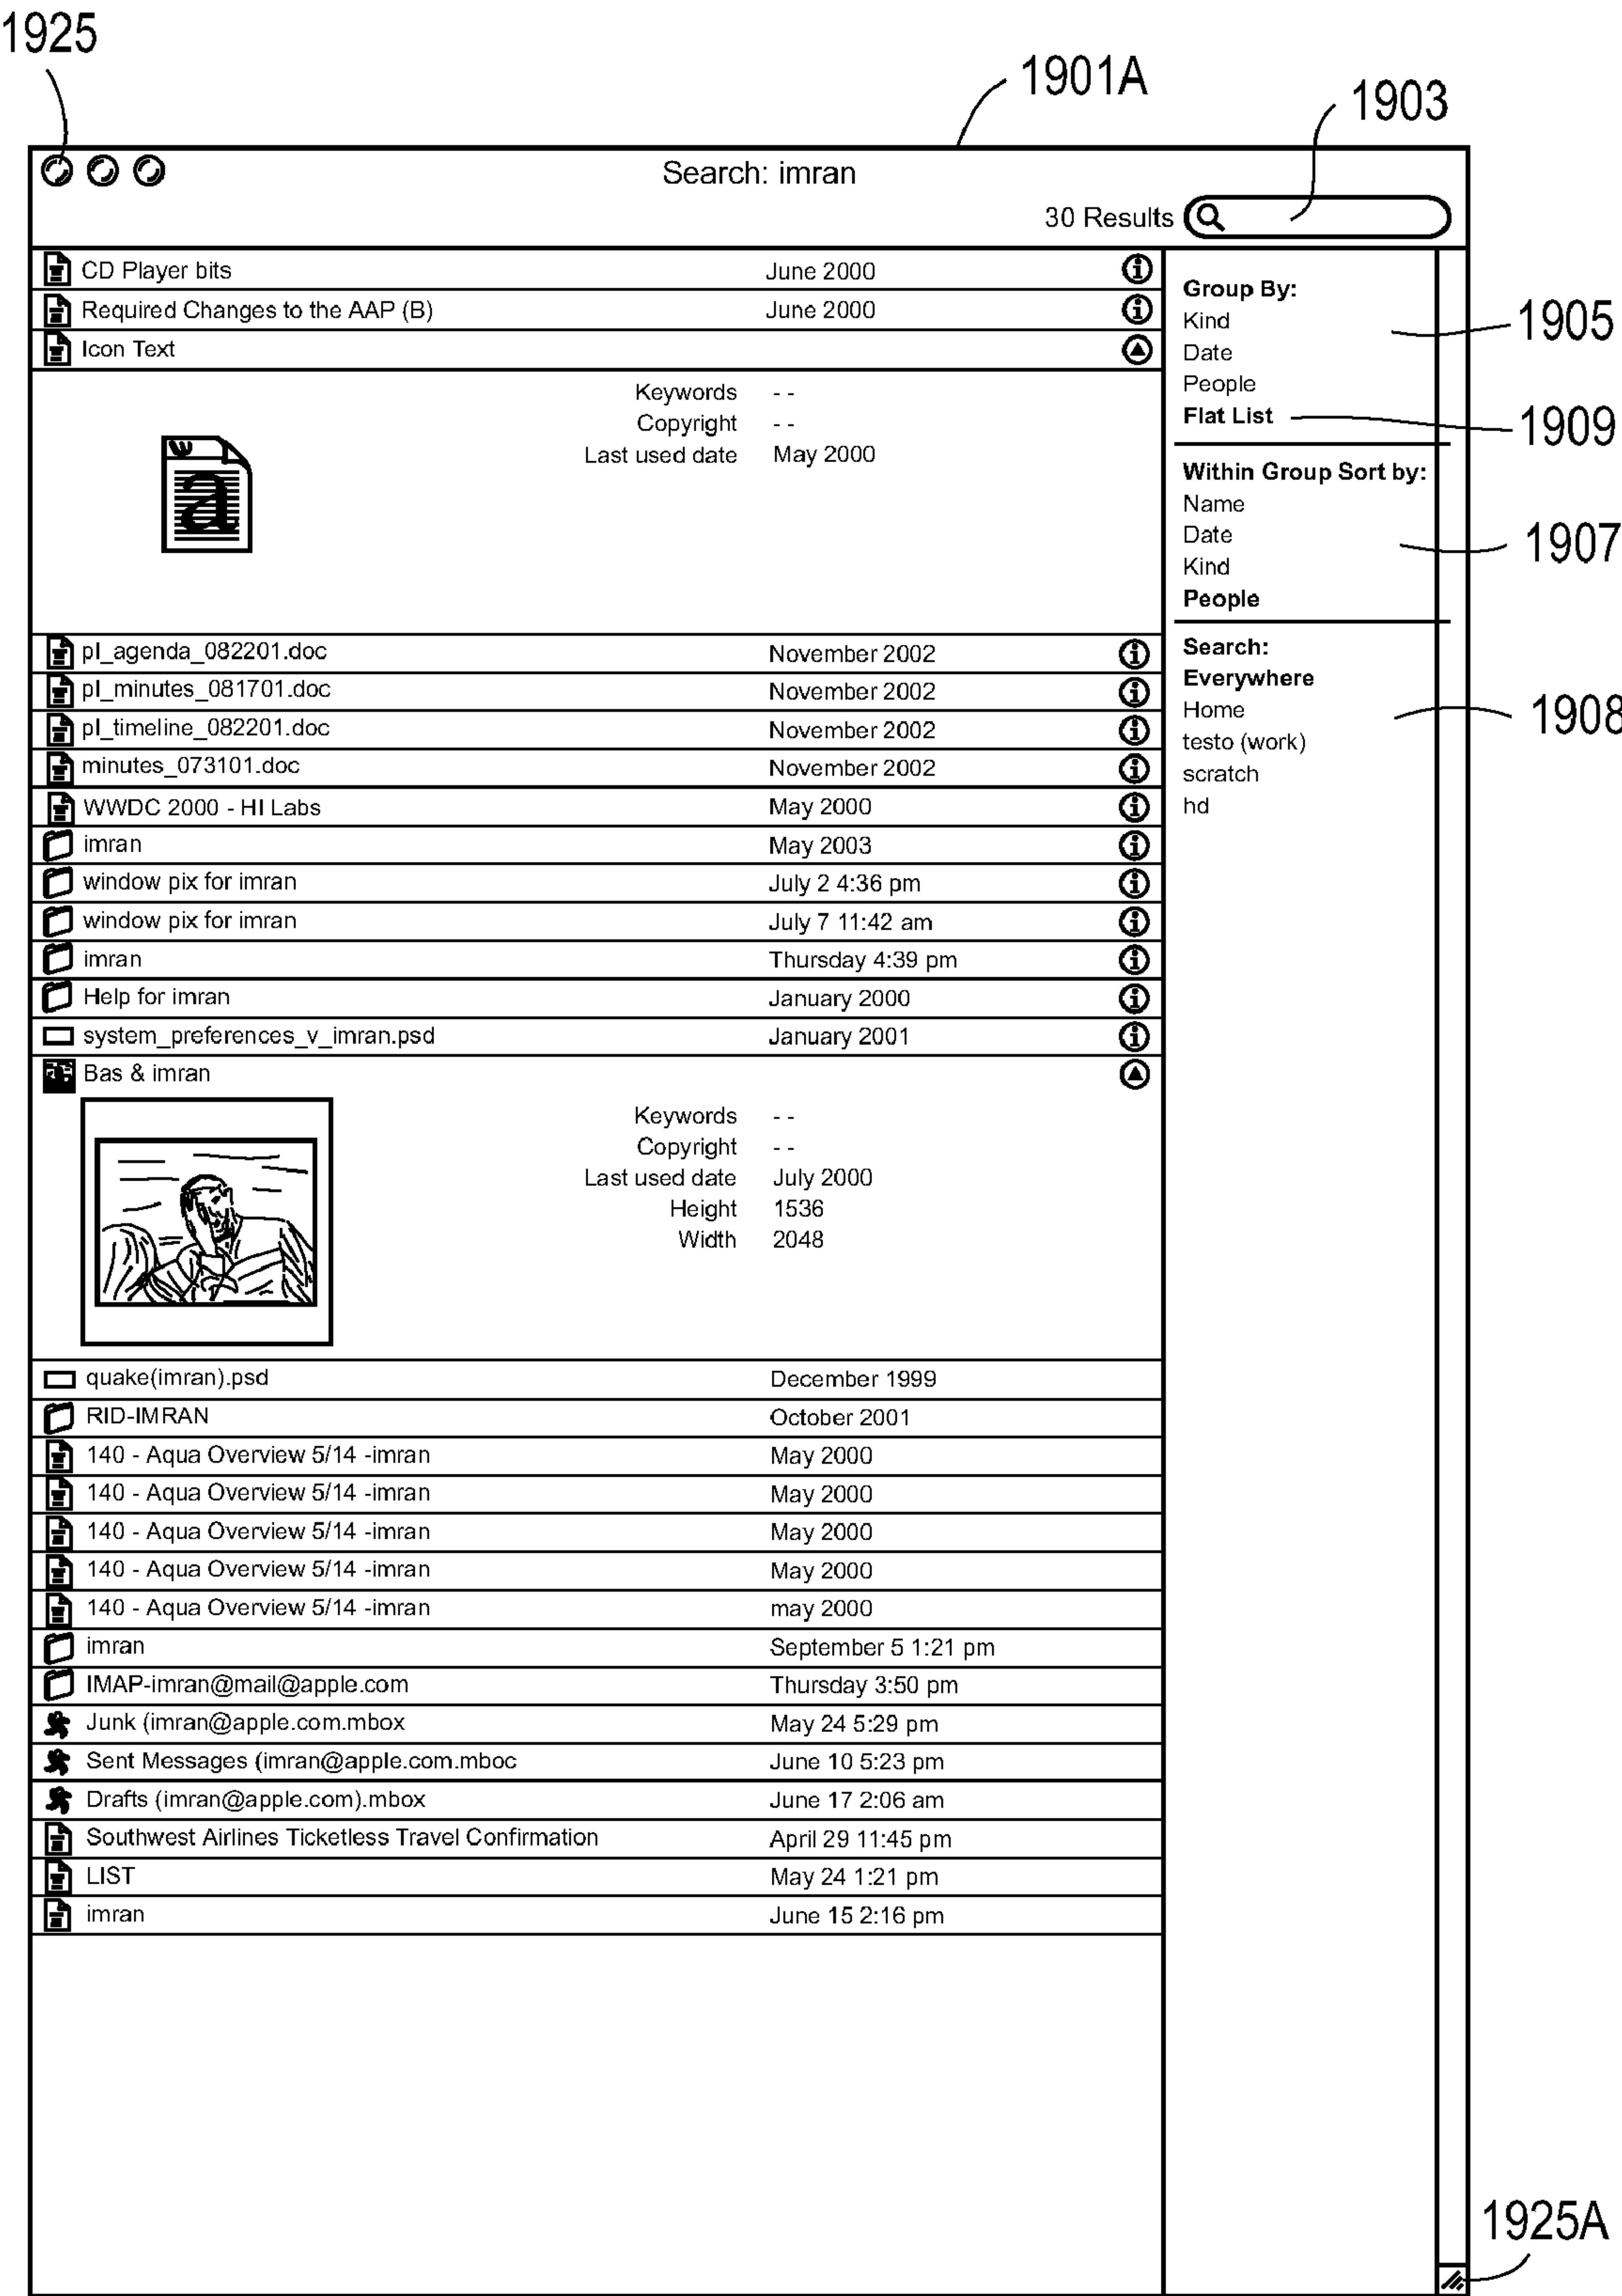 1925
1901A
1903
Search: imran
30 Results
CD Player bits June 2000
Required Changes to the AAP (B) June 2000
Icon Text
Keywords - -
Copyright - -
Last used date May 2000
pl_agenda_082201.doc November 2002
pl_minutes_081701.doc November 2002
pl_timeline_082201.doc November 2002
minutes_073101.doc November 2002
WWDC 2000 - HI Labs May 2000
imran May 2003
window pix for imran July 2 4:36 pm
window pix for imran July 7 11:42 am
imran Thursday 4:39 pm
Help for imran January 2000
system_preferences_v_imran.psd January 2001
Bas & imran
Keywords - -
Copyright - -
Last used date July 2000
Height 1536
Width 2048
quake(imran).psd December 1999
RID-IMRAN October 2001
140 - Aqua Overview 5/14 -imran May 2000
140 - Aqua Overview 5/14 -imran May 2000
140 - Aqua Overview 5/14 -imran May 2000
140 - Aqua Overview 5/14 -imran May 2000
140 - Aqua Overview 5/14 -imran may 2000
imran September 5 1:21 pm
IMAP-imran@mail@apple.com Thursday 3:50 pm
Junk (imran@apple.com.mbox May 24 5:29 pm
Sent Messages (imran@apple.com.mboc June 10 5:23 pm
Drafts (imran@apple.com).mbox June 17 2:06 am
Southwest Airlines Ticketless Travel Confirmation April 29 11:45 pm
LIST May 24 1:21 pm
imran June 15 2:16 pm
Group By:
Kind
Date
People
Flat List
1905
1909
Within Group Sort by:
Name
Date
Kind
People
1907
Search:
Everywhere
Home
testo (work)
scratch
hd
1908
1925A